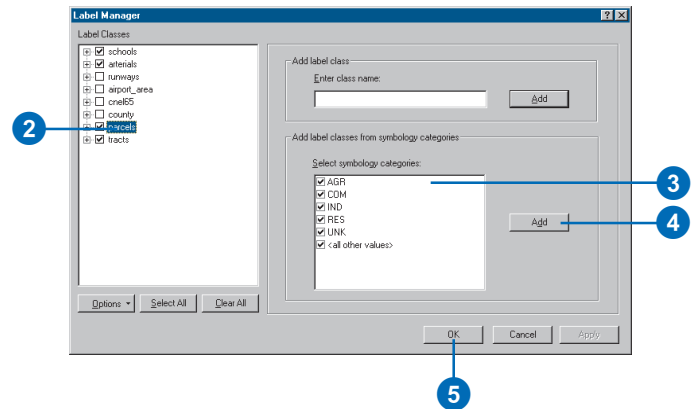 Label Manager
Label Classes
schools
arterials
runways
airport_area
cnel65
county
parcels
tracts
Options
Select All
Clear All
Add label class
Enter class name:
Add
Add label classes from symbology categories
Select symbology categories:
AGR
COM
IND
RES
UNK
<all other values>
Add
OK
Cancel
Apply
2
3
4
5